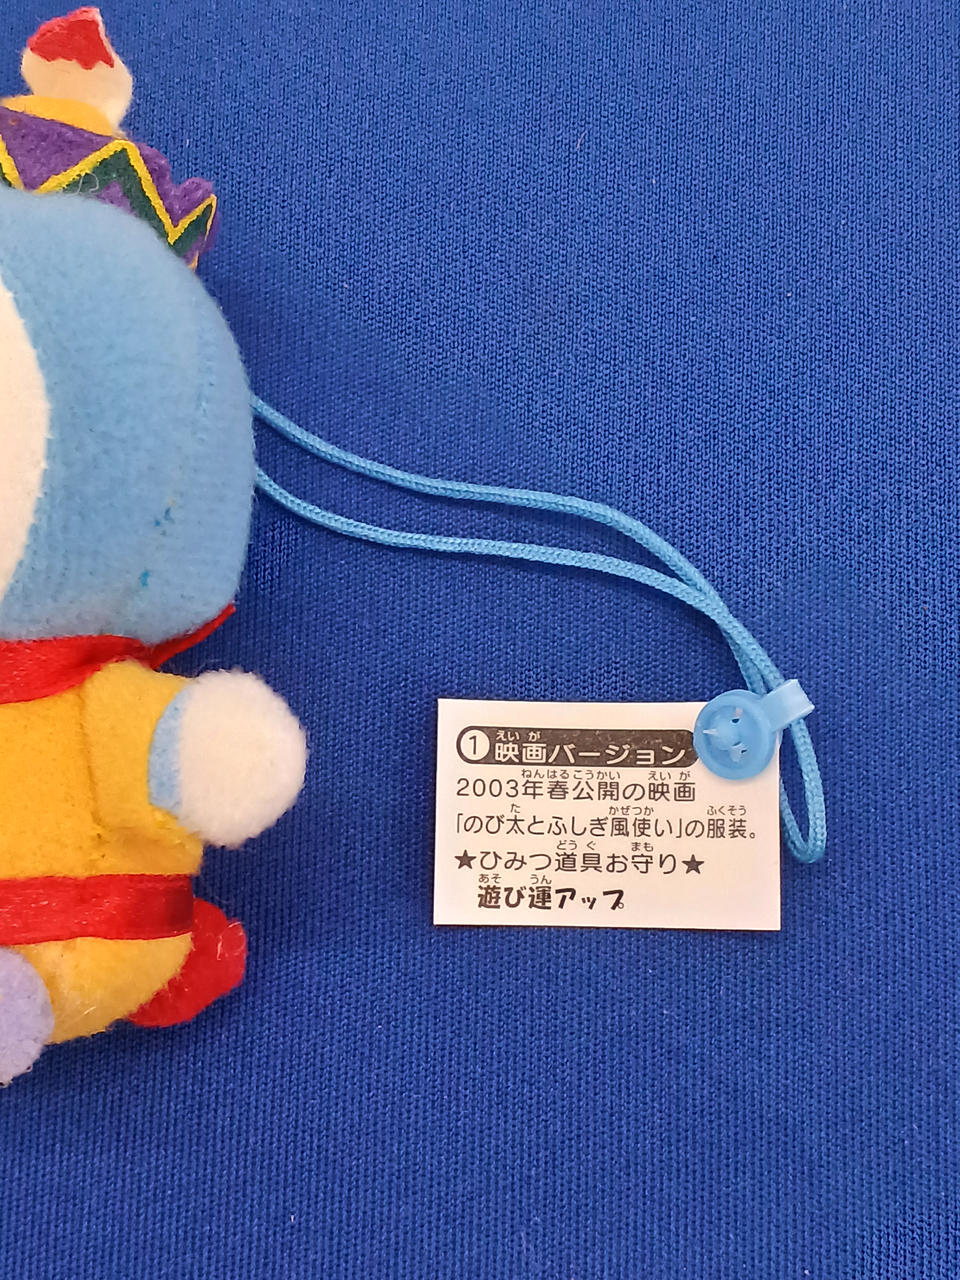 ①映画バージョン
2003年春公開の映画
「のび太とふしぎ風使い」の服装。
★ひみつ道具お守り★
遊び運アップ